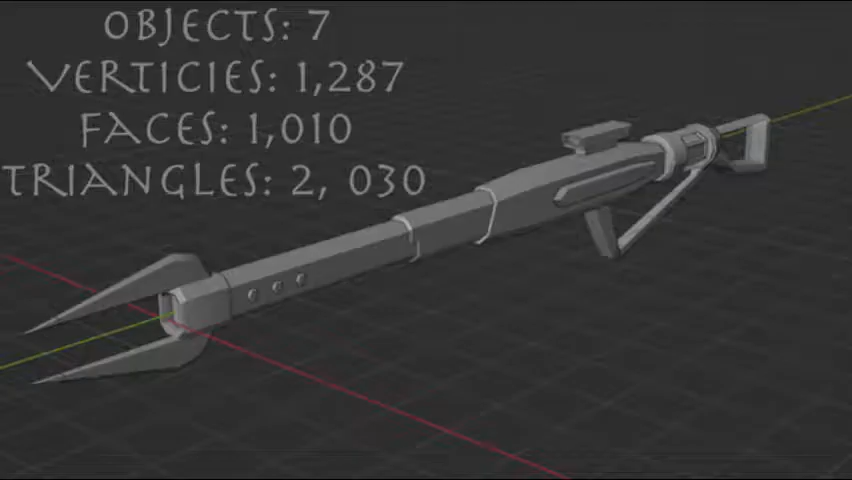 OBJECTS: 7
VERTICIES: 1,287
FACES: 1,010
TRIANGLES: 2, 030